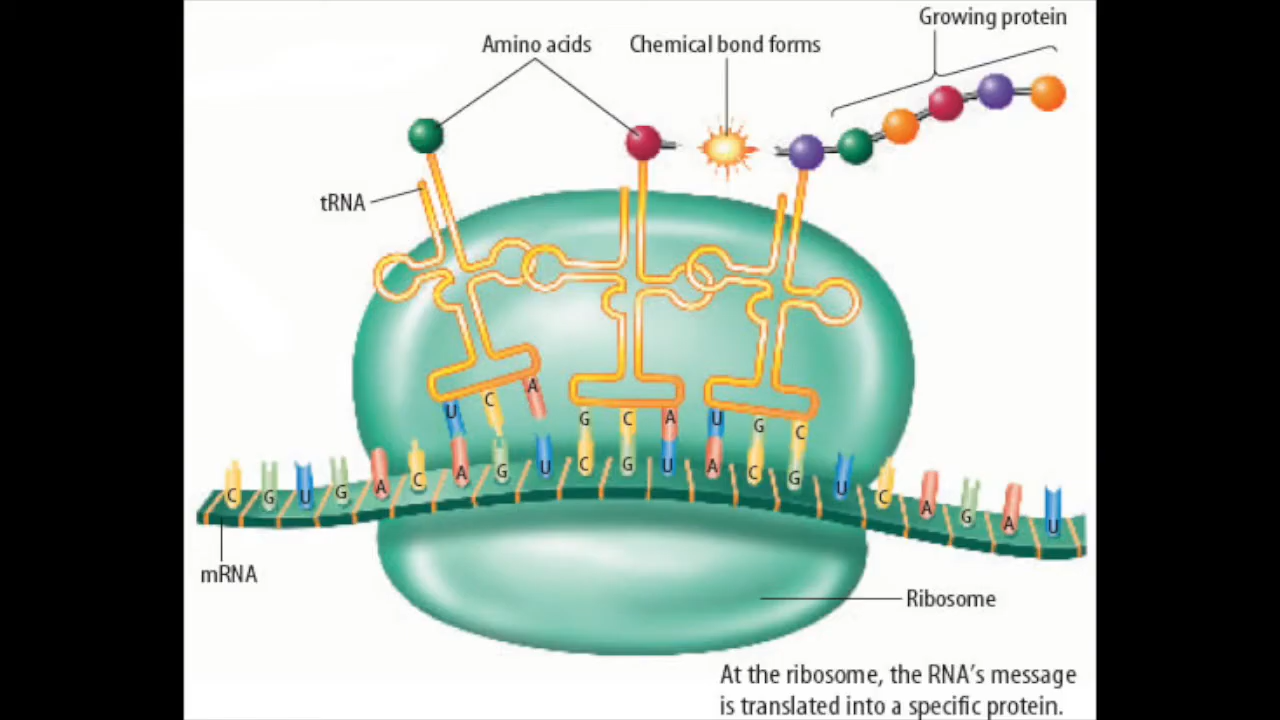 Growing protein
Amino acids
Chemical bond forms
tRNA
U C A G C A U G C
C G U G A C A G U C G U A C G U C A G A U
mRNA
Ribosome
At the ribosome, the RNA's message
is translated into a specific protein.